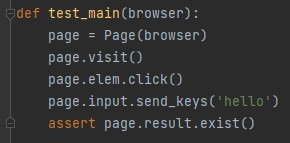 def test_main(browser):
    page = Page(browser)
    page.visit()
    page.elem.click()
    page.input.send_keys('hello')
    assert page.result.exist()